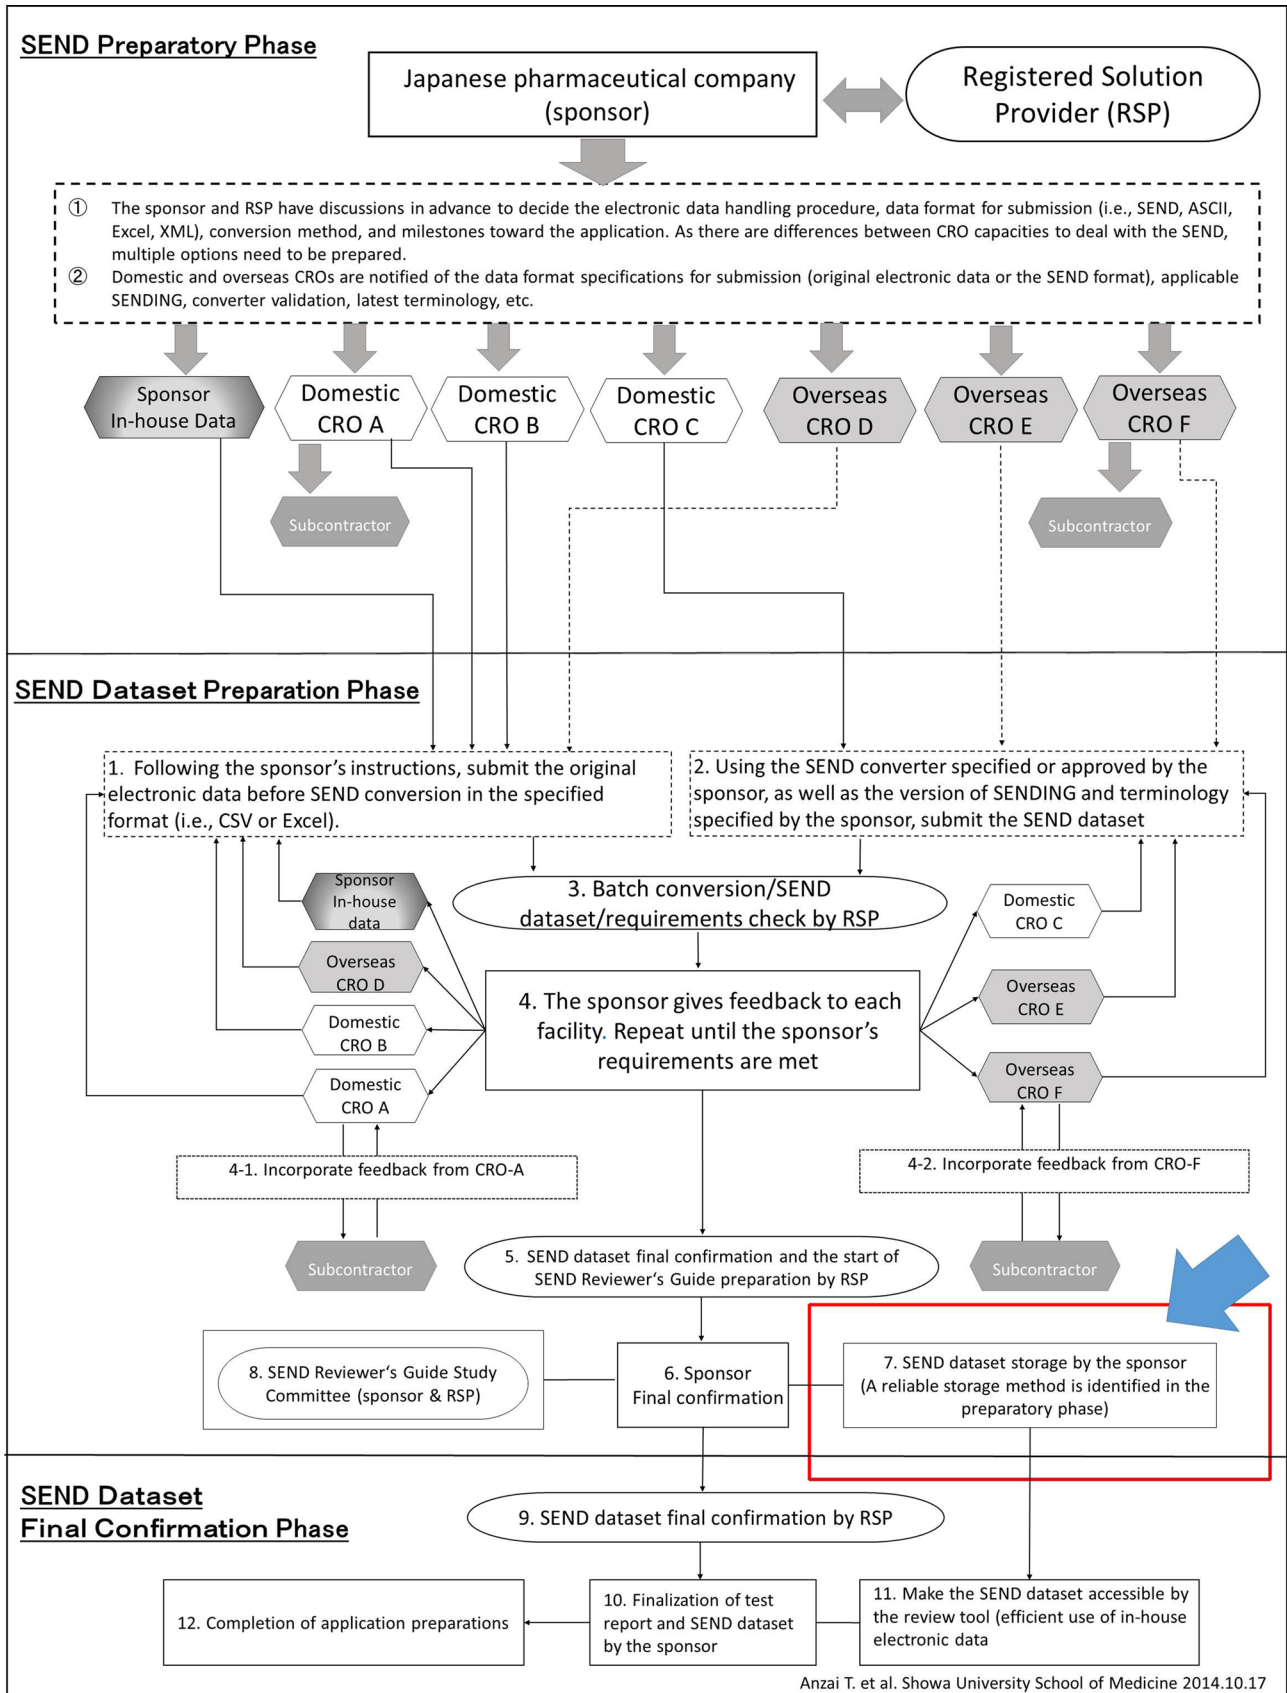 SEND Preparatory Phase
Japanese pharmaceutical company
(sponsor)
Registered Solution
Provider (RSP)
① The sponsor and RSP have discussions in advance to decide the electronic data handling procedure, data format for submission (i.e., SEND, ASCII,
Excel, XML), conversion method, and milestones toward the application. As there are differences between CRO capacities to deal with the SEND,
multiple options need to be prepared.
② Domestic and overseas CROs are notified of the data format specifications for submission (original electronic data or the SEND format), applicable
SENDING, converter validation, latest terminology, etc.
Sponsor
In-house Data
Domestic
CRO A
Domestic
CRO B
Domestic
CRO C
Overseas
CRO D
Overseas
CRO E
Overseas
CRO F
Subcontractor
Subcontractor
SEND Dataset Preparation Phase
1. Following the sponsor's instructions, submit the original
electronic data before SEND conversion in the specified
format (i.e., CSV or Excel).
2. Using the SEND converter specified or approved by the
sponsor, as well as the version of SENDING and terminology
specified by the sponsor, submit the SEND dataset
3. Batch conversion/SEND
dataset/requirements check by RSP
Sponsor
In-house
data
Overseas
CRO D
Domestic
CRO B
Domestic
CRO A
4. The sponsor gives feedback to each
facility. Repeat until the sponsor's
requirements are met
Domestic
CRO C
Overseas
CRO E
Overseas
CRO F
4-1. Incorporate feedback from CRO-A
4-2. Incorporate feedback from CRO-F
Subcontractor
Subcontractor
5. SEND dataset final confirmation and the start of
SEND Reviewer's Guide preparation by RSP
8. SEND Reviewer's Guide Study
Committee (sponsor & RSP)
6. Sponsor
Final confirmation
7. SEND dataset storage by the sponsor
(A reliable storage method is identified in the
preparatory phase)
SEND Dataset
Final Confirmation Phase
9. SEND dataset final confirmation by RSP
12. Completion of application preparations
10. Finalization of test
report and SEND dataset
by the sponsor
11. Make the SEND dataset accessible by
the review tool (efficient use of in-house
electronic data
Anzai T. et al. Showa University School of Medicine 2014.10.17